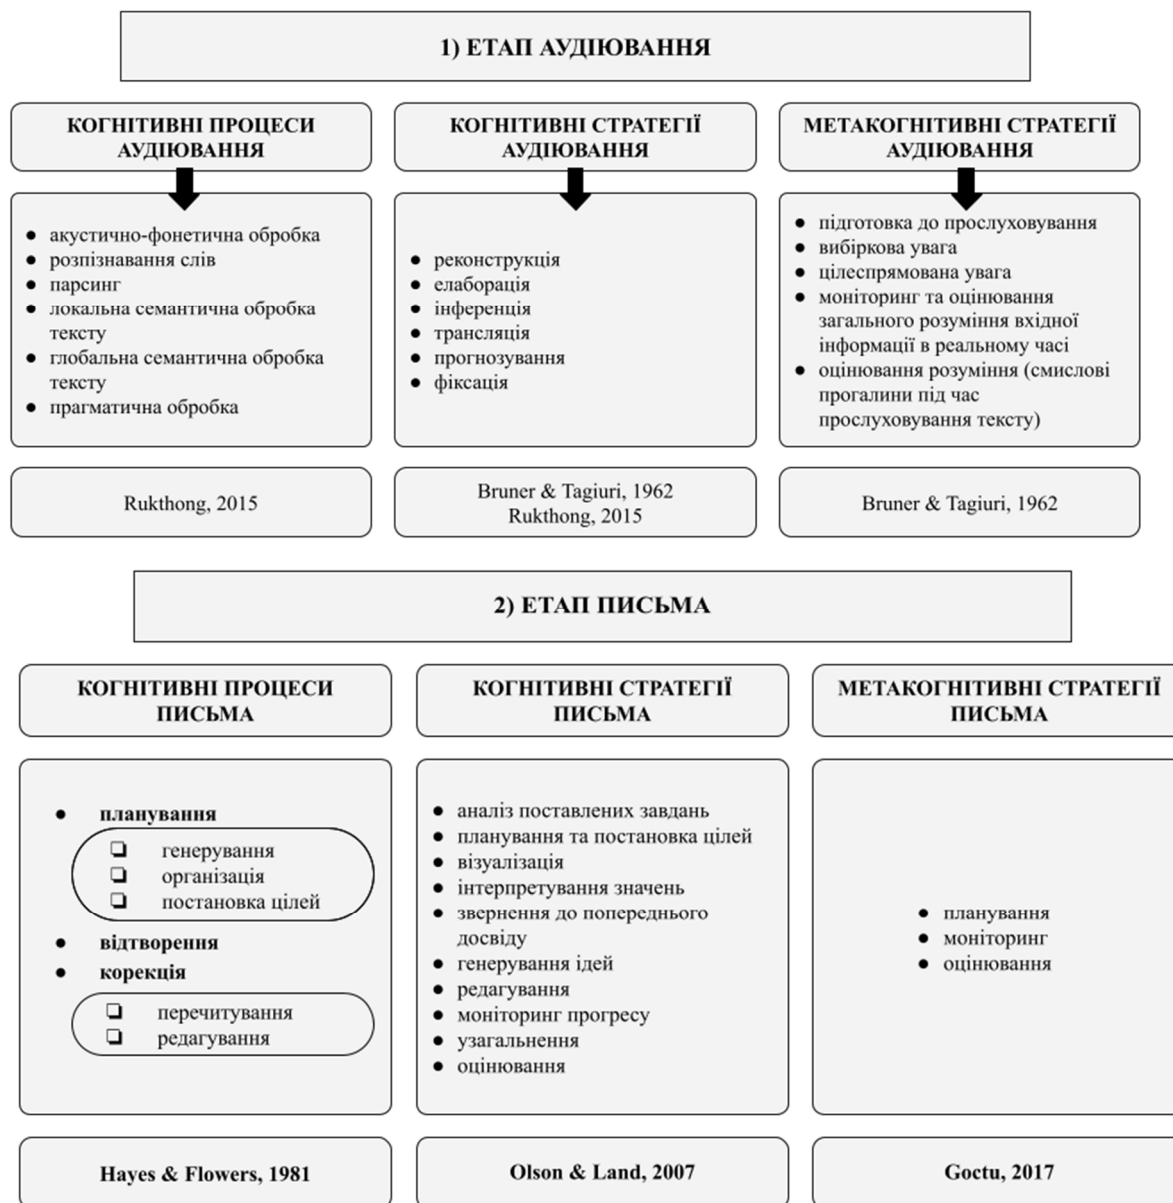 1) ЕТАП АУДІЮВАННЯ
КОГНІТИВНІ ПРОЦЕСИ
АУДІЮВАННЯ
● акустично-фонетична обробка
● розпізнавання слів
● парсинг
● локальна семантична обробка
тексту
● глобальна семантична обробка
тексту
● прагматична обробка
Rukthong, 2015
КОГНІТИВНІ СТРАТЕГІЇ
АУДІЮВАННЯ
● реконструкція
● елаборація
● інференція
● трансляція
● прогнозування
● фіксація
Bruner & Tagiuri, 1962
Rukthong, 2015
МЕТАКОГНІТИВНІ СТРАТЕГІЇ
АУДІЮВАННЯ
● підготовка до прослуховування
● вибіркова увага
● цілеспрямована увага
● моніторинг та оцінювання
загального розуміння вхідної
інформації в реальному часі
● оцінювання розуміння (смислові
прогалини під час
прослуховування тексту)
Bruner & Tagiuri, 1962
2) ЕТАП ПИСЬМА
КОГНІТИВНІ ПРОЦЕСИ
ПИСЬМА
● планування
❏ генерування
❏ організація
❏ постановка цілей
● відтворення
● корекція
❏ перечитування
❏ редагування
Hayes & Flowers, 1981
КОГНІТИВНІ СТРАТЕГІЇ
ПИСЬМА
● аналіз поставлених завдань
● планування та постановка цілей
● візуалізація
● інтерпретування значень
● звернення до попереднього
досвіду
● генерування ідей
● редагування
● моніторинг прогресу
● узагальнення
● оцінювання
Olson & Land, 2007
МЕТАКОГНІТИВНІ СТРАТЕГІЇ
ПИСЬМА
● планування
● моніторинг
● оцінювання
Goctu, 2017